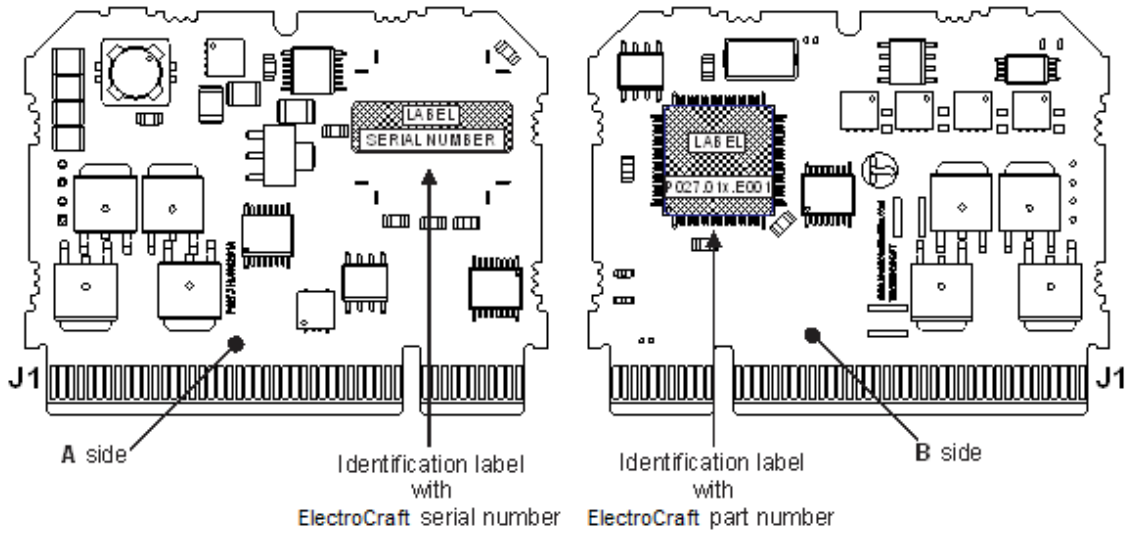 LABEL
SERIAL NUMBER
LABEL
P027.01x.E001
J1
J1
A side
B side
Identification label
with
ElectroCraft serial number
Identification label
with
ElectroCraft part number